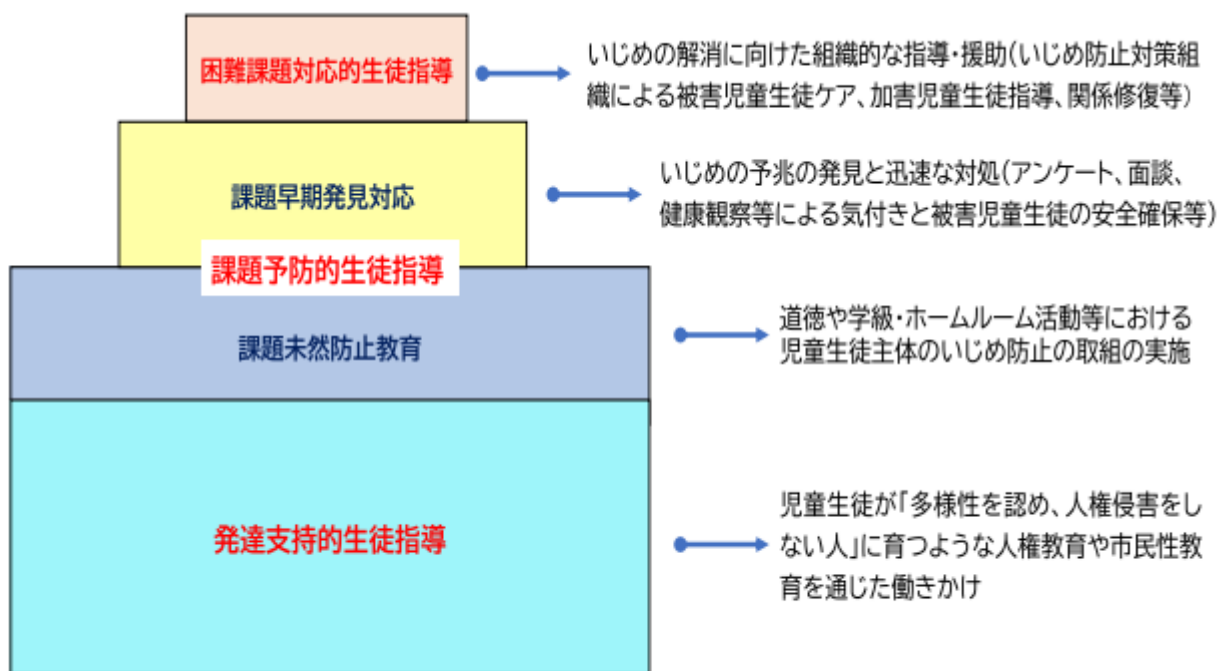 困難課題対応的生徒指導
いじめの解消に向けた組織的な指導・援助(いじめ防止対策組
織による被害児童生徒ケア、加害児童生徒指導、関係修復等)
課題早期発見対応
いじめの予兆の発見と迅速な対処(アンケート、面談、
健康観察等による気付きと被害児童生徒の安全確保等)
課題予防的生徒指導
課題未然防止教育
道徳や学級・ホームルーム活動等における
児童生徒主体のいじめ防止の取組の実施
発達支持的生徒指導
児童生徒が「多様性を認め、人権侵害をし
ない人」に育つような人権教育や市民性教
育を通じた働きかけ